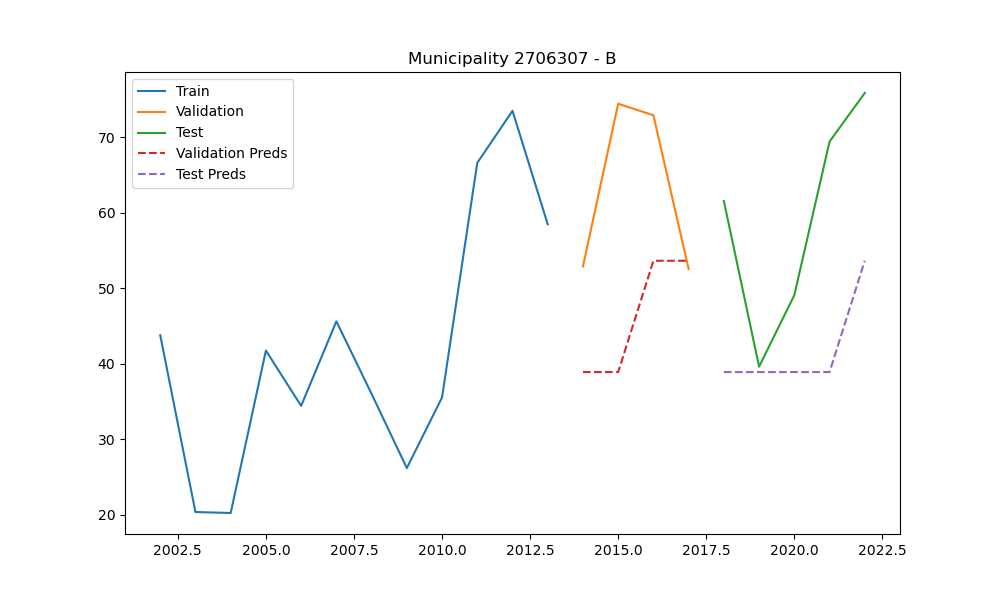 Municipality 2706307 - B
Train
Validation
Test
Validation Preds
Test Preds
70
60
50
40
30
20
2002.5 2005.0 2007.5 2010.0 2012.5 2015.0 2017.5 2020.0 2022.5